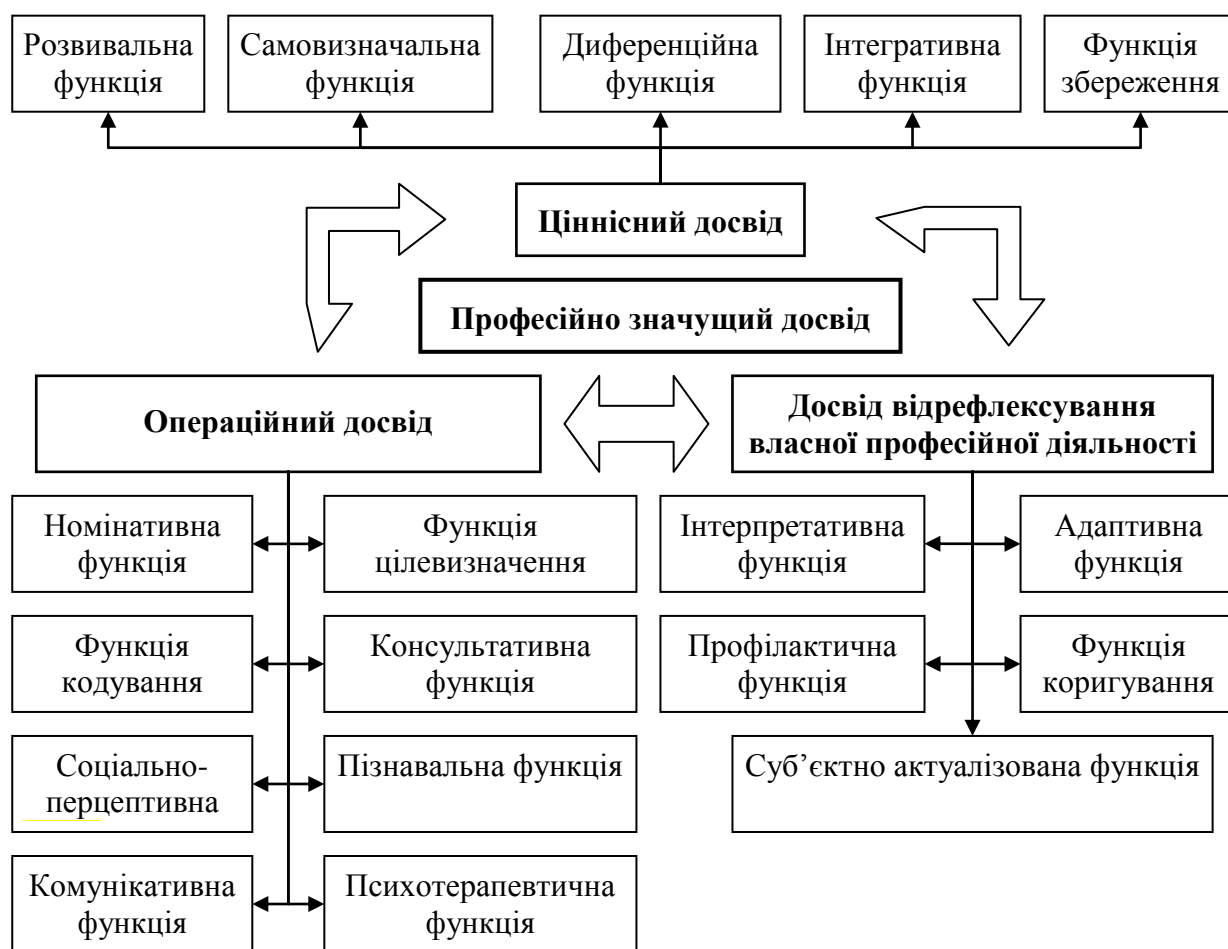 Розвивальна
функція
Самовизначальна
функція
Диференційна
функція
Інтегративна
функція
Функція
збереження
Ціннісний досвід
Професійно значущий досвід
Операційний досвід
Досвід відрефлексування
власної професійної діяльності
Номінативна
функція
Функція
цілевизначення
Інтерпретативна
функція
Адаптивна
функція
Функція
кодування
Консультативна
функція
Профілактична
функція
Функція
коригування
Соціально-
перцептивна
Пізнавальна функція
Суб’єктно актуалізована функція
Комунікативна
функція
Психотерапевтична
функція